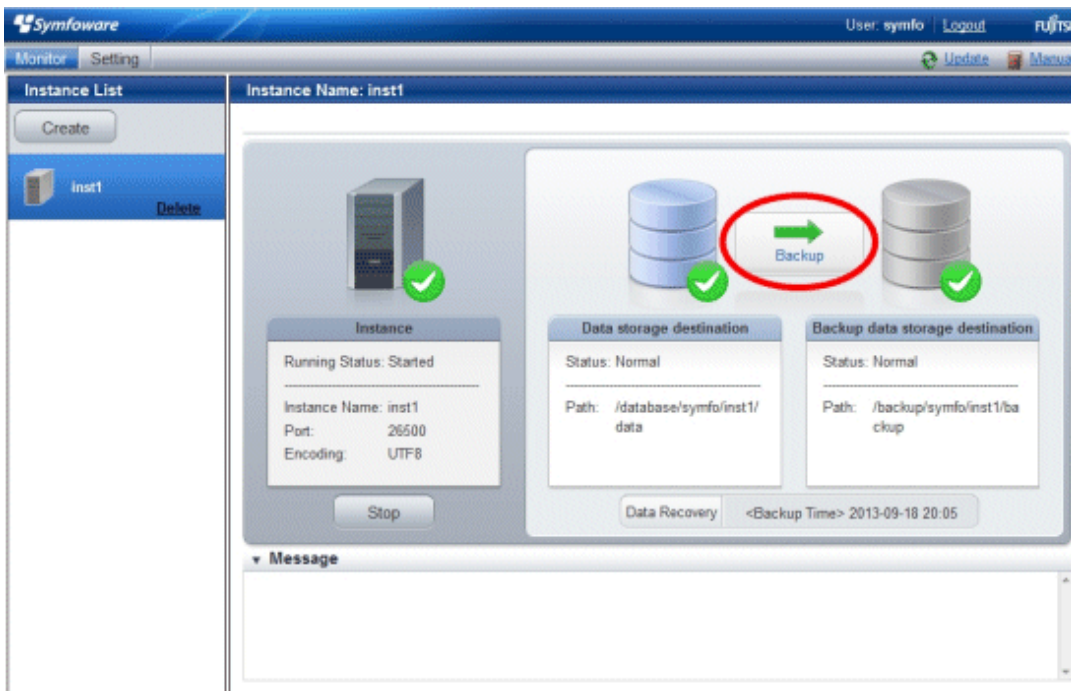 Symfoware
User: symfo Logout
Monitor Setting
Update
Instance List
Instance Name: inst1
Create
inst1
Delete
Backup
Instance
Data storage destination
Backup data storage destination
Running Status: Started
Status: Normal
Status: Normal
Instance Name: inst1
Port: 26500
Encoding: UTF8
Path: /database/symfo/inst1/
data
Path: /backup/symfo/inst1/ba
ckup
Stop
Data Recovery
<Backup Time> 2013-09-18 20:05
Message